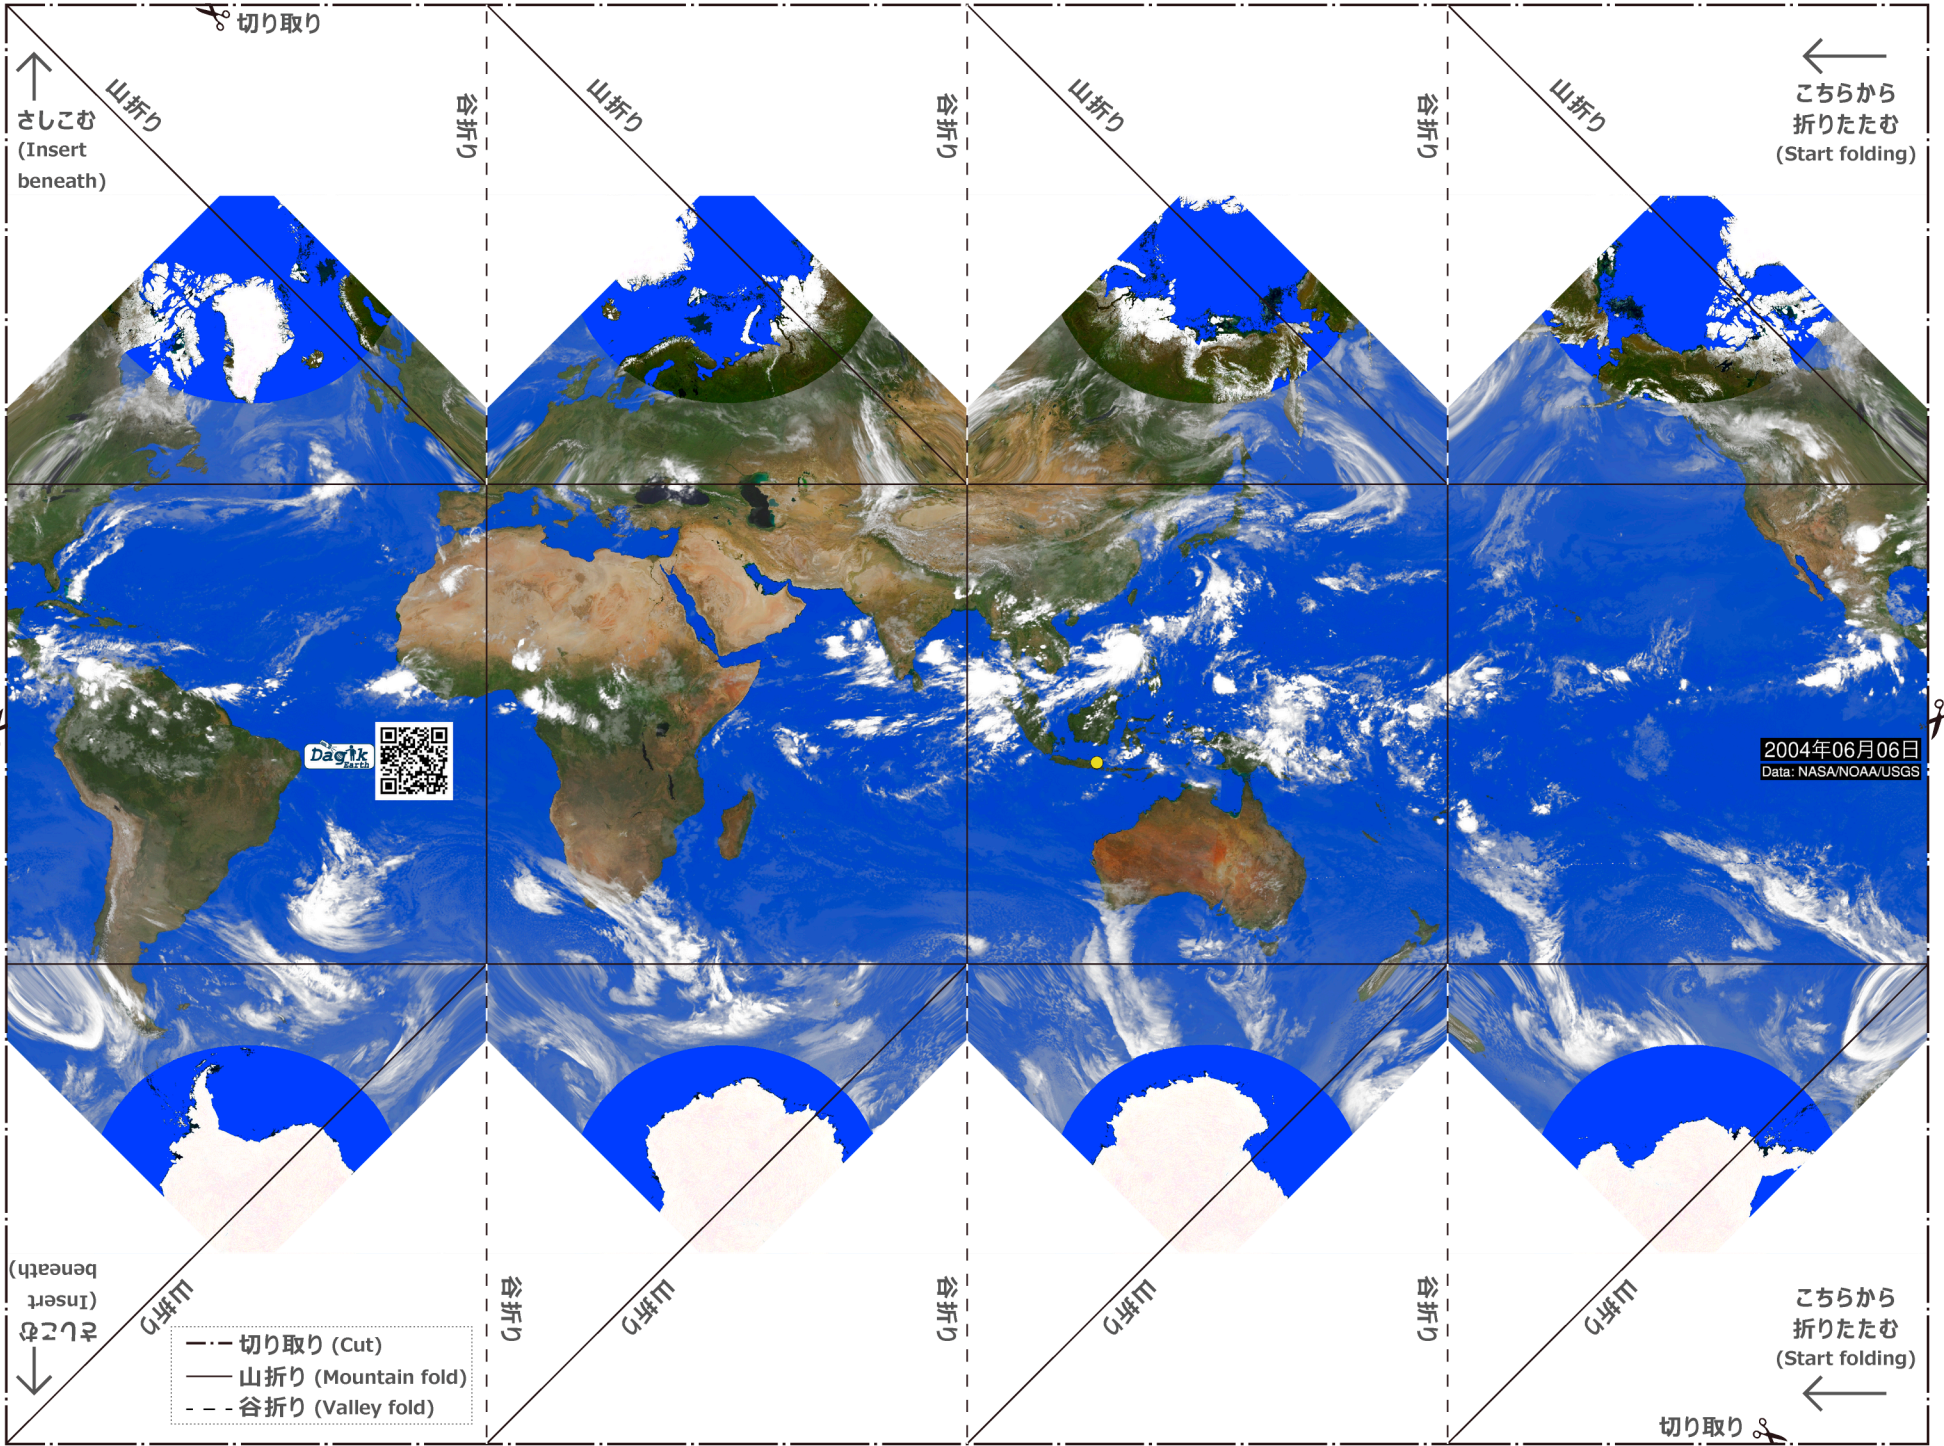 切り取り
山折り
谷折り
山折り
谷折り
山折り
谷折り
山折り
さしこむ
(Insert
beneath)
こちらから
折りたたむ
(Start folding)
Dagik
Earth
2004年06月06日
Data: NASA/NOAA/USGS
さしこむ
(Insert
beneath)
山折り
谷折り
山折り
谷折り
山折り
谷折り
山折り
切り取り (Cut)
山折り (Mountain fold)
谷折り (Valley fold)
こちらから
折りたたむ
(Start folding)
切り取り